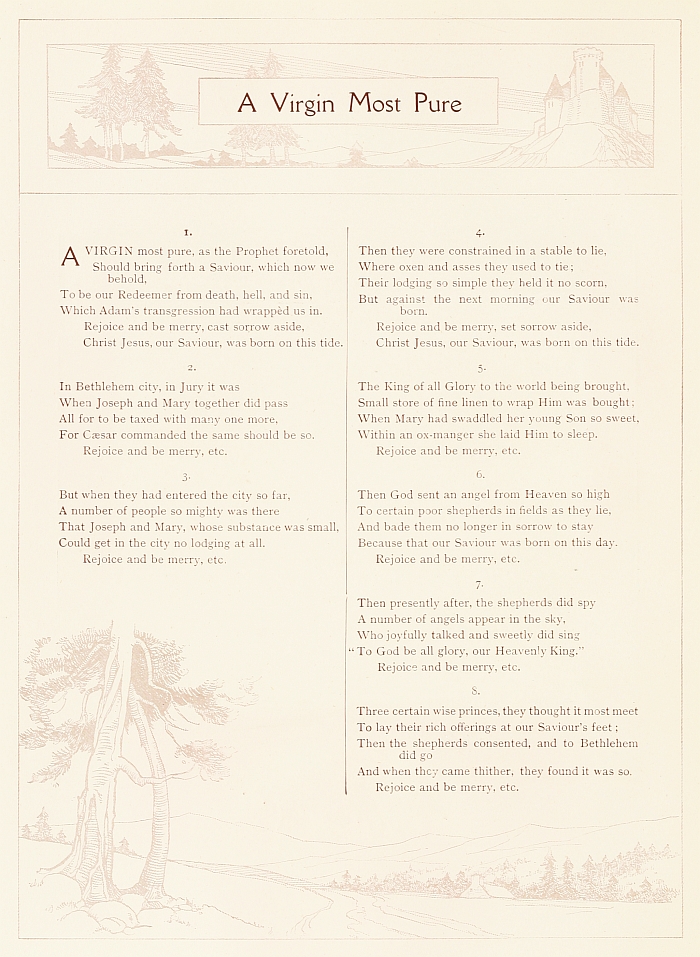 A Virgin Most Pure
1.
A VIRGIN most pure, as the Prophet foretold,
Should bring forth a Saviour, which now we
behold,
To be our Redeemer from death, hell, and sin,
Which Adam's transgression had wrappèd us in.
Rejoice and be merry, cast sorrow aside,
Christ Jesus, our Saviour, was born on this tide.
2.
In Bethlehem city, in Jury it was
When Joseph and Mary together did pass
All for to be taxed with many one more,
For Cæsar commanded the same should be so.
Rejoice and be merry, etc.
3.
But when they had entered the city so far,
A number of people so mighty was there
That Joseph and Mary, whose substance was small,
Could get in the city no lodging at all.
Rejoice and be merry, etc.
4.
Then they were constrained in a stable to lie,
Where oxen and asses they used to tie;
Their lodging so simple they held it no scorn,
But against the next morning our Saviour was
born.
Rejoice and be merry, set sorrow aside,
Christ Jesus, our Saviour, was born on this tide.
5.
The King of all Glory to the world being brought,
Small store of fine linen to wrap Him was bought;
When Mary had swaddled her young Son so sweet,
Within an ox-manger she laid Him to sleep.
Rejoice and be merry, etc.
6.
Then God sent an angel from Heaven so high
To certain poor shepherds in fields as they lie,
And bade them no longer in sorrow to stay
Because that our Saviour was born on this day.
Rejoice and be merry, etc.
7.
Then presently after, the shepherds did spy
A number of angels appear in the sky,
Who joyfully talked and sweetly did sing
"To God be all glory, our Heavenly King."
Rejoice and be merry, etc.
8.
Three certain wise princes, they thought it most meet
To lay their rich offerings at our Saviour's feet;
Then the shepherds consented, and to Bethlehem
did go
And when they came thither, they found it was so.
Rejoice and be merry, etc.